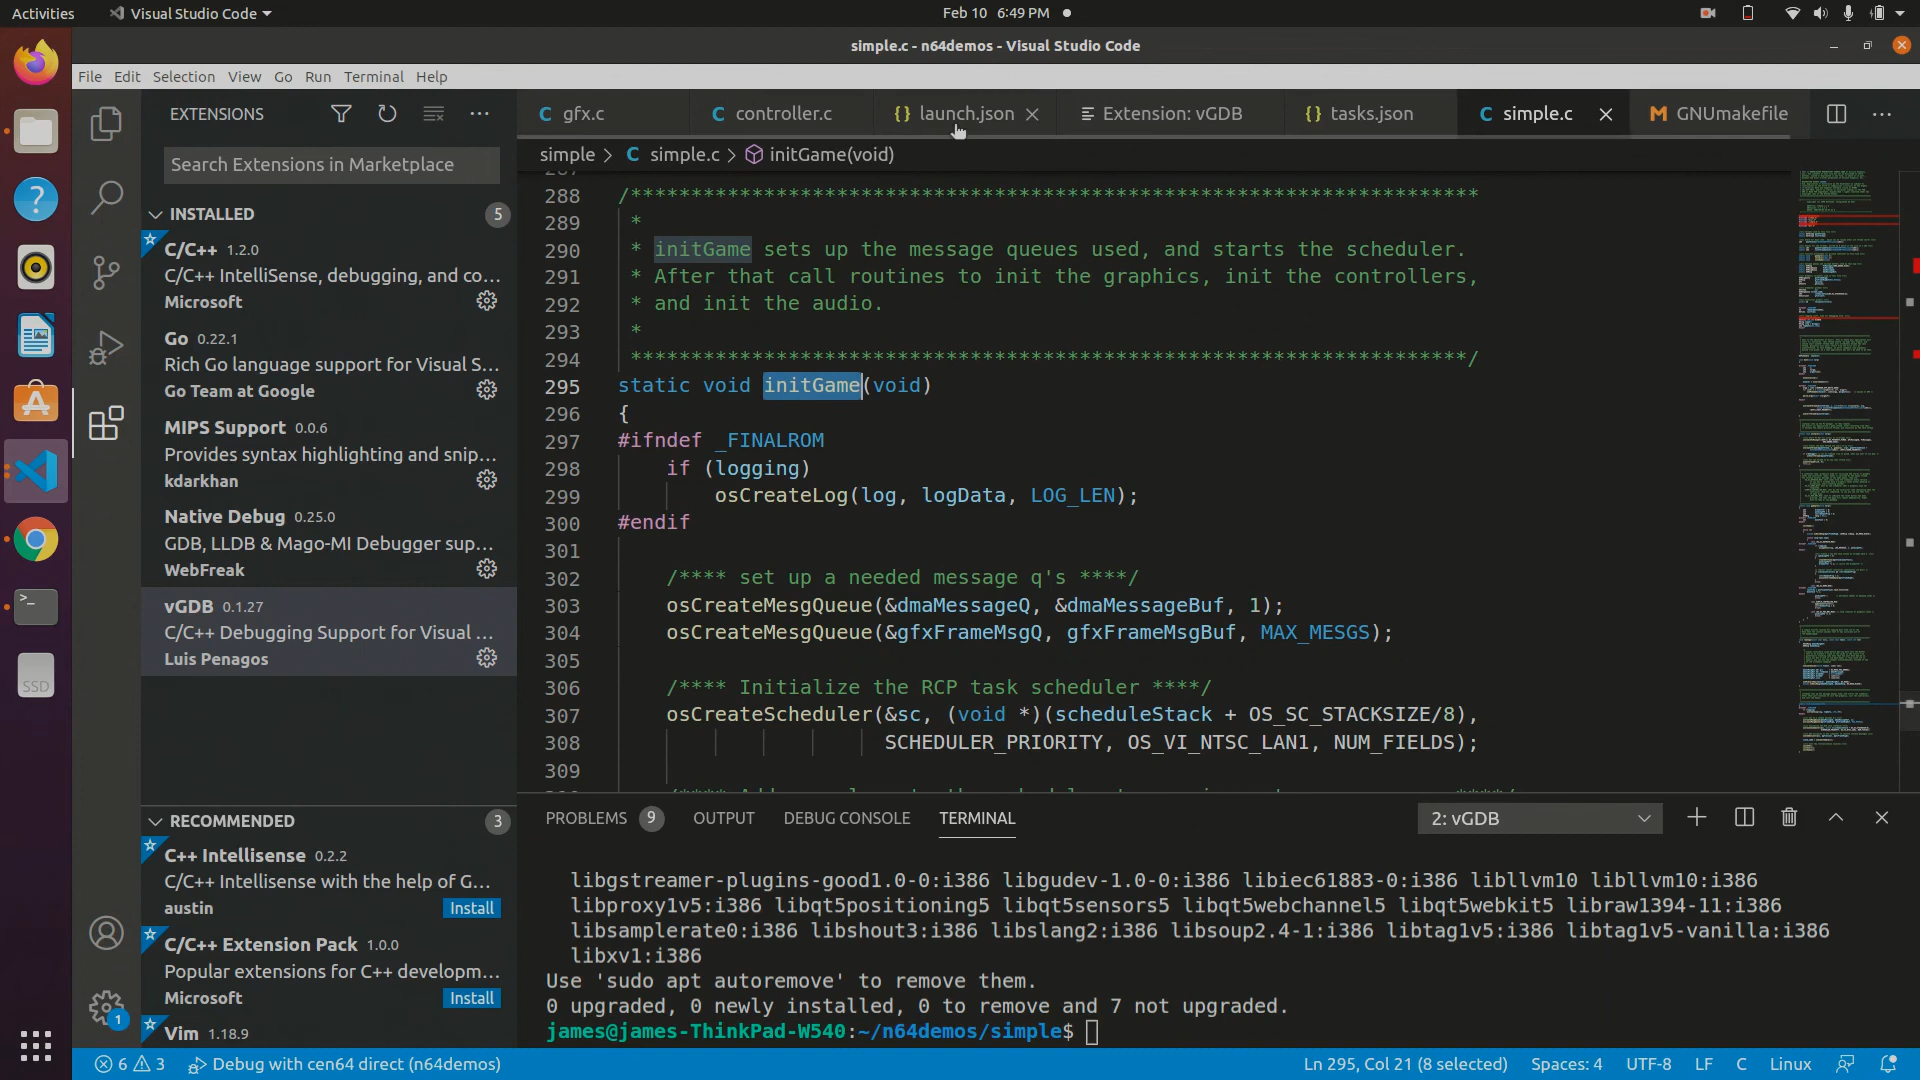 Activities
Visual Studio Code
Feb 10 6:49 PM
simple.c - n64demos - Visual Studio Code
File Edit Selection View Go Run Terminal Help
EXTENSIONS
gfx.c
controller.c
launch.json
Extension: vGDB
tasks.json
simple.c
GNUmakefile
simple > C simple.c > initGame(void)
Search Extensions in Marketplace
INSTALLED 5
C/C++ 1.2.0
C/C++ IntelliSense, debugging, and co...
Microsoft
Go 0.22.1
Rich Go language support for Visual S...
Go Team at Google
MIPS Support 0.0.6
Provides syntax highlighting and snip...
kdarkhan
Native Debug 0.25.0
GDB, LLDB & Mago-MI Debugger sup...
WebFreak
vGDB 0.1.27
C/C++ Debugging Support for Visual ...
Luis Penagos
SSD
RECOMMENDED 3
C++ Intellisense 0.2.2
C/C++ Intellisense with the help of G...
austin Install
C/C++ Extension Pack 1.0.0
Popular extensions for C++ developm...
Microsoft Install
Vim 1.18.9
1
288 /**********************************************************************
289 *
290 * initGame sets up the message queues used, and starts the scheduler.
291 * After that call routines to init the graphics, init the controllers,
292 * and init the audio.
293 *
294 *********************************************************************/
295 static void initGame(void)
296 {
297 #ifndef _FINALROM
298 if (logging)
299 osCreateLog(log, logData, LOG_LEN);
300 #endif
301
302 /**** set up a needed message q's ****/
303 osCreateMesgQueue(&dmaMessageQ, &dmaMessageBuf, 1);
304 osCreateMesgQueue(&gfxFrameMsgQ, gfxFrameMsgBuf, MAX_MESGS);
305
306 /**** Initialize the RCP task scheduler ****/
307 osCreateScheduler(&sc, (void *)(scheduleStack + OS_SC_STACKSIZE/8),
308 SCHEDULER_PRIORITY, OS_VI_NTSC_LAN1, NUM_FIELDS);
309
PROBLEMS 9 OUTPUT DEBUG CONSOLE TERMINAL 2: vGDB
libgstreamer-plugins-good1.0-0:i386 libgudev-1.0-0:i386 libiec61883-0:i386 libllvm10 libllvm10:i386
libproxy1v5:i386 libqt5positioning5 libqt5sensors5 libqt5webchannel5 libqt5webkit5 libraw1394-11:i386
libsamplerate0:i386 libshout3:i386 libslang2:i386 libsoup2.4-1:i386 libtag1v5:i386 libtag1v5-vanilla:i386
libxv1:i386
Use 'sudo apt autoremove' to remove them.
0 upgraded, 0 newly installed, 0 to remove and 7 not upgraded.
james@james-ThinkPad-W540:~/n64demos/simple$
6 3 Debug with cen64 direct (n64demos) Ln 295, Col 21 (8 selected) Spaces: 4 UTF-8 LF C Linux